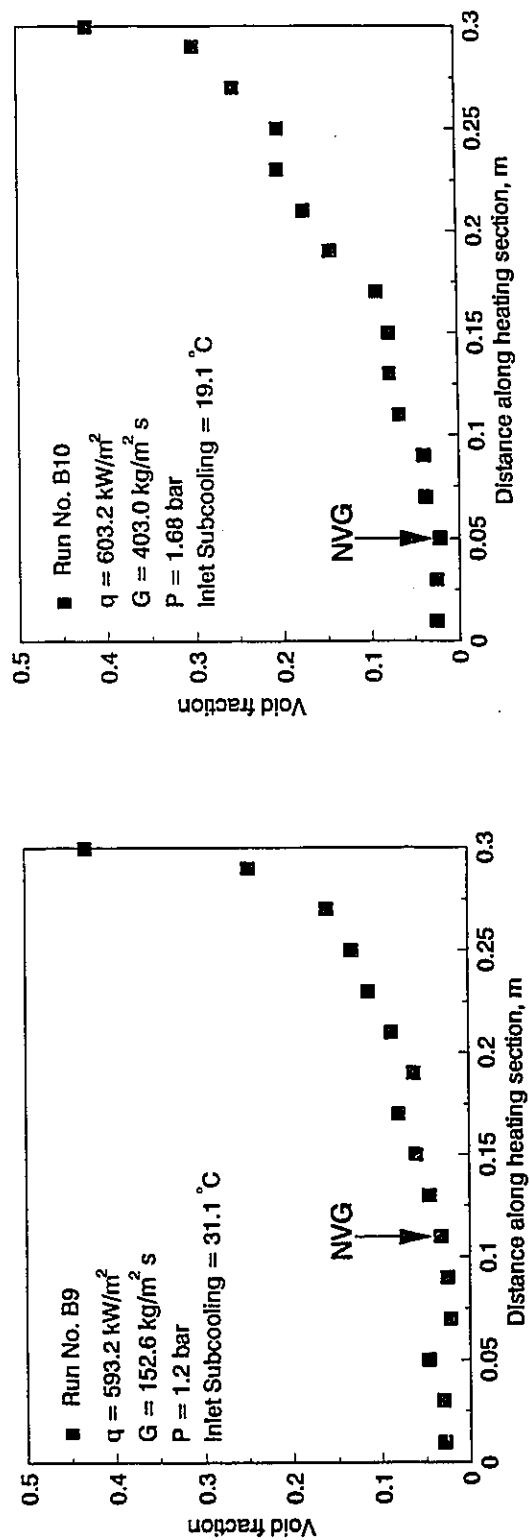 0.5
0.4
0.3
0.2
0.1
0
Void fraction
■ Run No. B9
q = 593.2 kW/m²
G = 152.6 kg/m² s
P = 1.2 bar
Inlet Subcooling = 31.1 °C
NVG
0
0.05
0.1
0.15
0.2
0.25
0.3
Distance along heating section, m
0.5
0.4
0.3
0.2
0.1
0
Void fraction
■ Run No. B10
q = 603.2 kW/m²
G = 403.0 kg/m² s
P = 1.68 bar
Inlet Subcooling = 19.1 °C
NVG
0
0.05
0.1
0.15
0.2
0.25
0.3
Distance along heating section, m